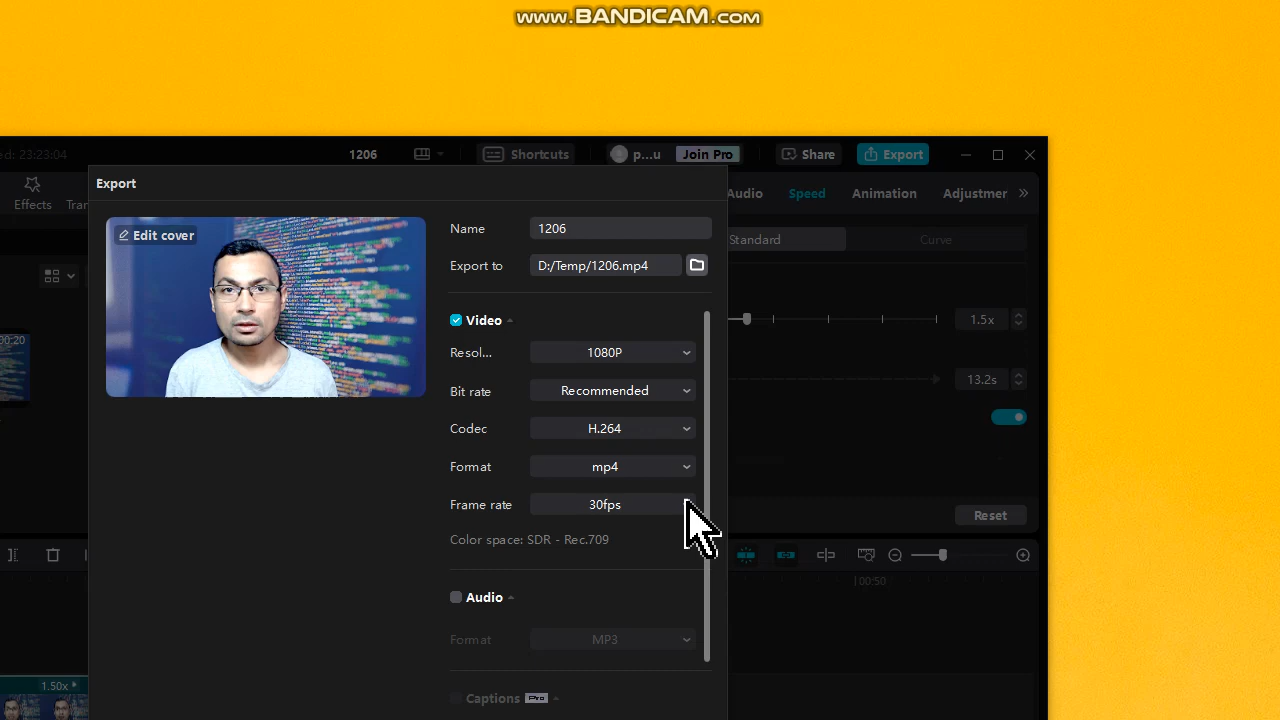 www.BANDICAM.com
ed: 23:23:04
1206
Shortcuts
p...u
Join Pro
Share
Export
Effects
Export
Audio
Speed
Animation
Edit cover
Name
1206
Standard
Curve
Export to
D:/Temp/1206.mp4
00:20
Video
1.5x
Resol...
1080P
Bit rate
Recommended
13.2s
Codec
H.264
Format
mp4
Frame rate
30fps
Reset
Color space: SDR - Rec.709
00:50
Audio
Format
MP3
1.50x
Captions
Pro